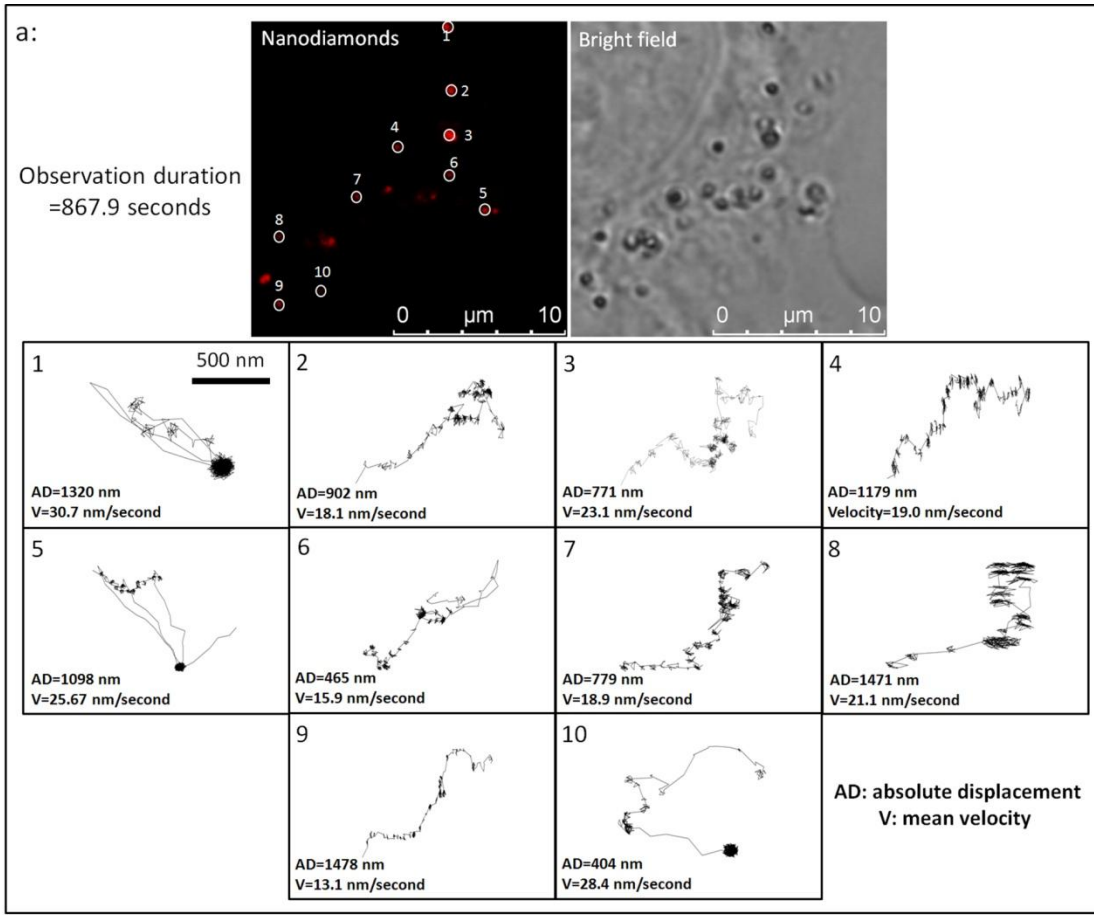 a:
Nanodiamonds
Bright field
1
2
3
4
5
6
7
8
9
10
Observation duration
=867.9 seconds
0 μm 10
0 μm 10
1
500 nm
AD=1320 nm
V=30.7 nm/second
2
AD=902 nm
V=18.1 nm/second
3
AD=771 nm
V=23.1 nm/second
4
AD=1179 nm
Velocity=19.0 nm/second
5
AD=1098 nm
V=25.67 nm/second
6
AD=465 nm
V=15.9 nm/second
7
AD=779 nm
V=18.9 nm/second
8
AD=1471 nm
V=21.1 nm/second
9
AD=1478 nm
V=13.1 nm/second
10
AD=404 nm
V=28.4 nm/second
AD: absolute displacement
V: mean velocity